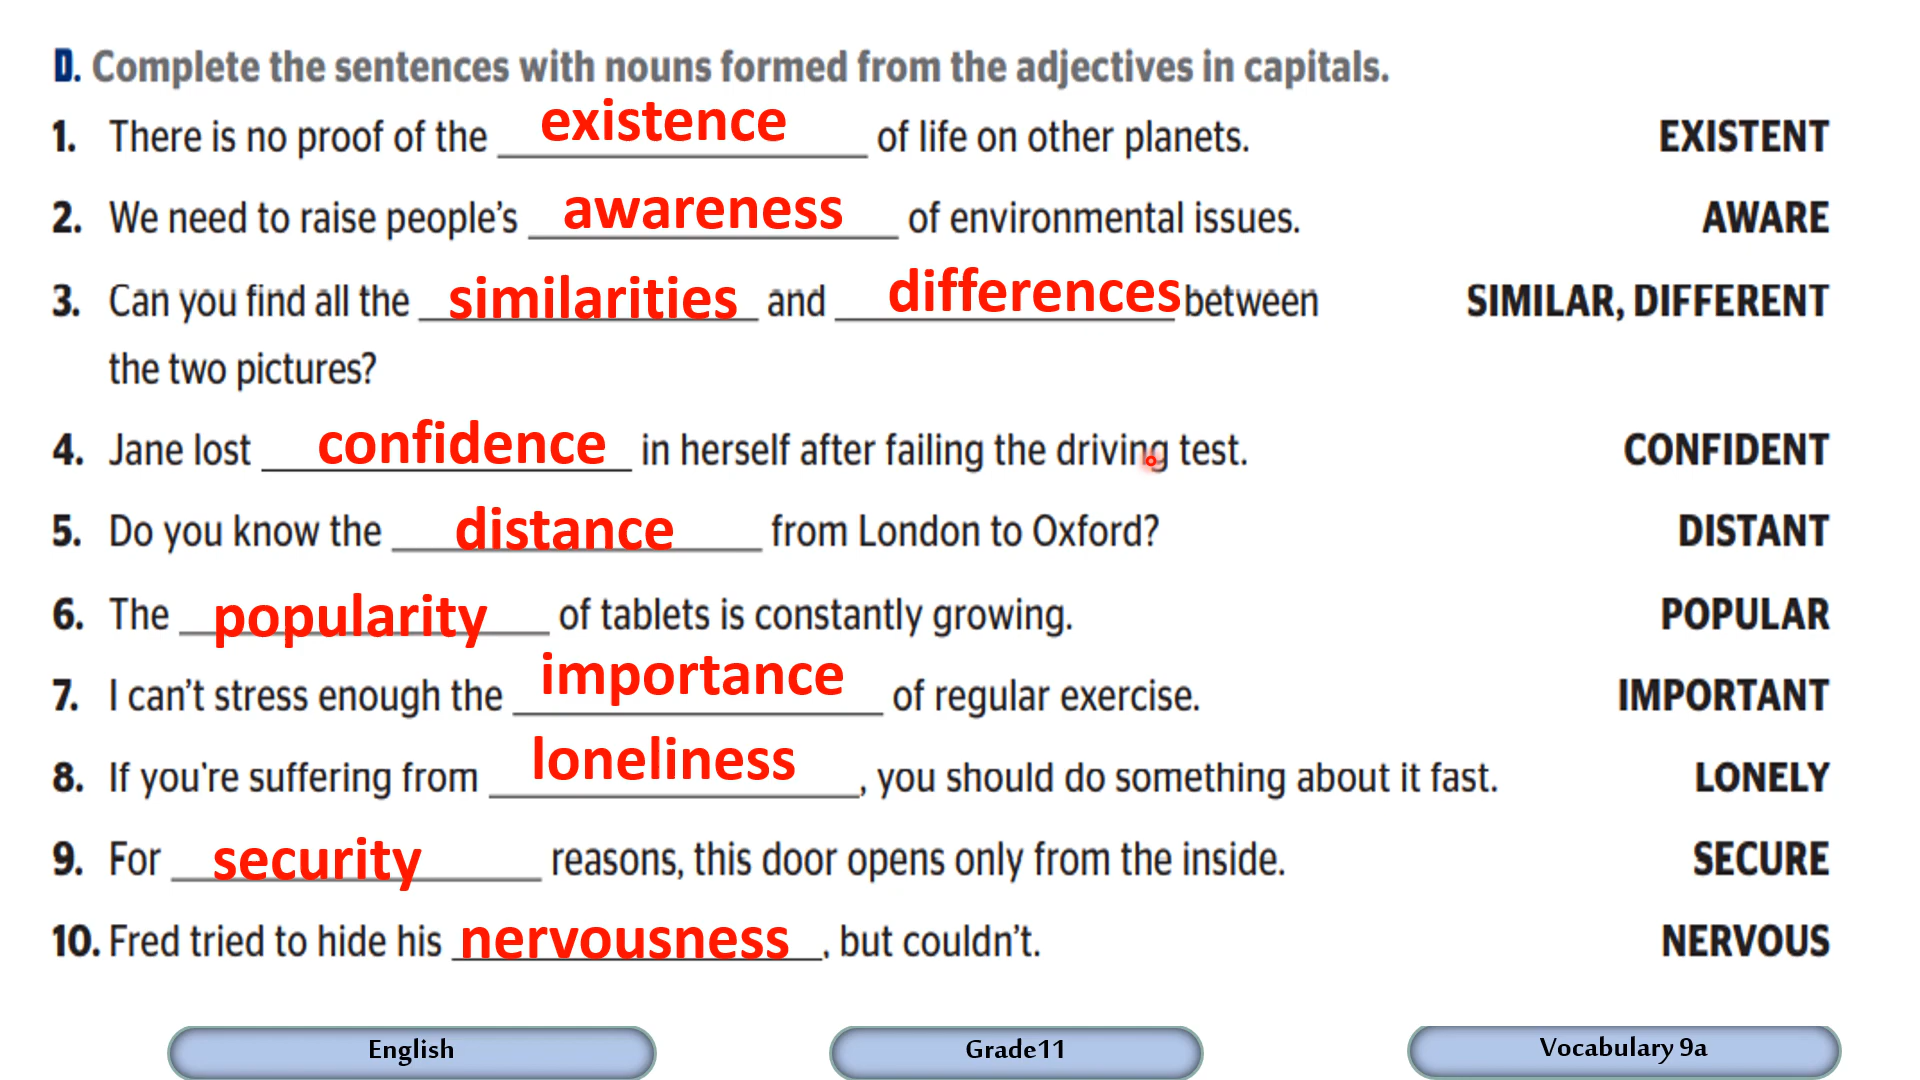 D. Complete the sentences with nouns formed from the adjectives in capitals.
1. There is no proof of the existence of life on other planets. EXISTENT
2. We need to raise people's awareness of environmental issues. AWARE
3. Can you find all the similarities and differences between SIMILAR, DIFFERENT
the two pictures?
4. Jane lost confidence in herself after failing the driving test. CONFIDENT
5. Do you know the distance from London to Oxford? DISTANT
6. The popularity of tablets is constantly growing. POPULAR
7. I can't stress enough the importance of regular exercise. IMPORTANT
8. If you're suffering from loneliness, you should do something about it fast. LONELY
9. For security reasons, this door opens only from the inside. SECURE
10. Fred tried to hide his nervousness, but couldn't. NERVOUS
English Grade11 Vocabulary 9a